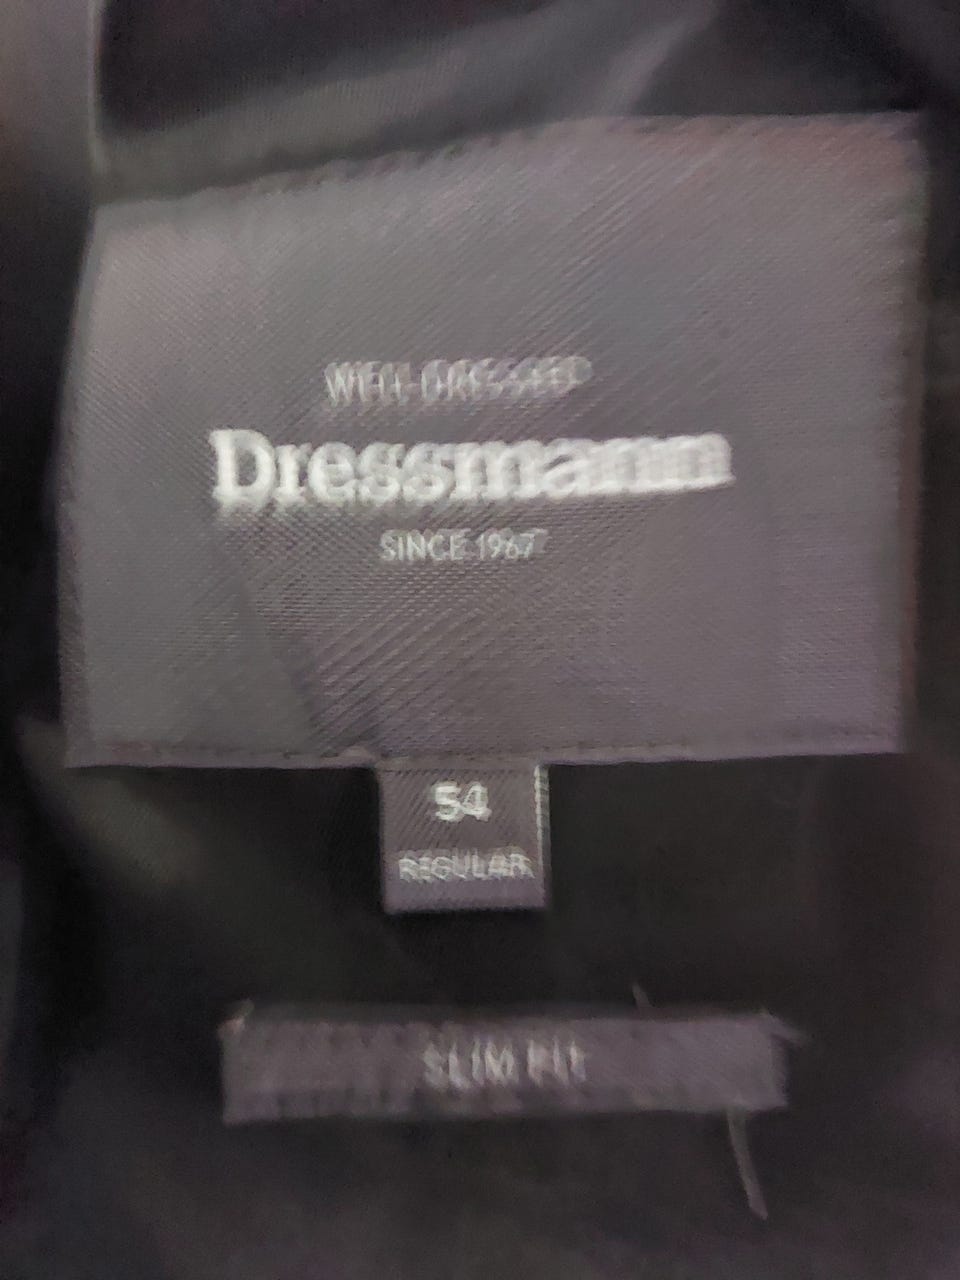 WELL-DRESSED
Dressmann
SINCE 1967
54
REGULAR
SLIM FIT